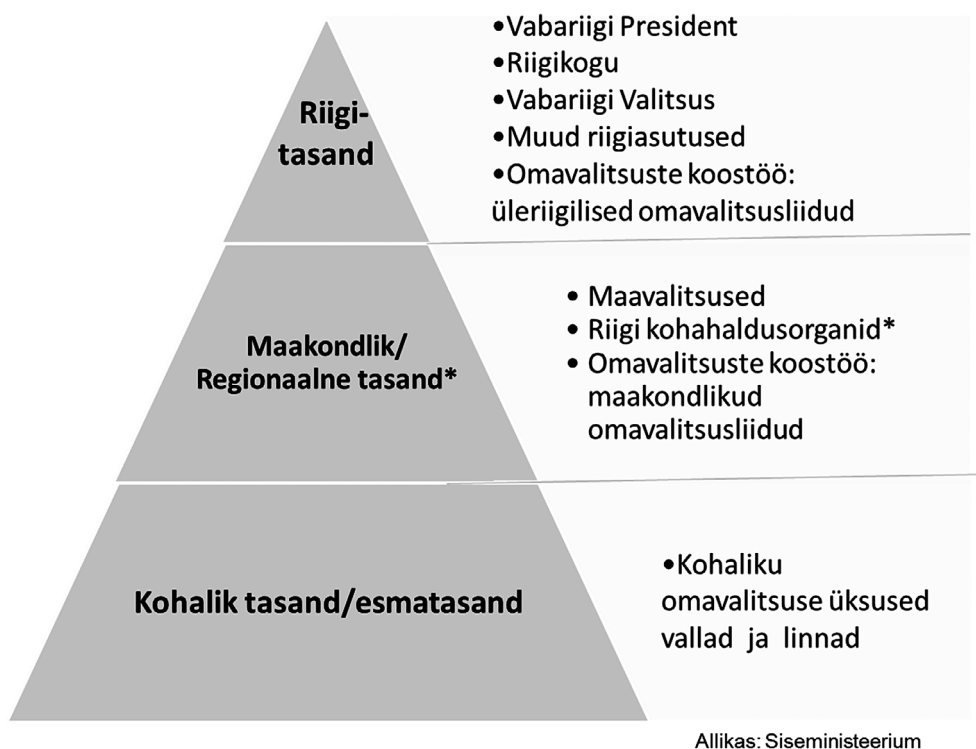 Riigi-
tasand
•Vabariigi President
•Riigikogu
•Vabariigi Valitsus
•Muud riigiasutused
•Omavalitsuste koostöö:
üleriigilised omavalitsusliidud
Maakondlik/
Regionaalne tasand*
• Maavalitsused
• Riigi kohahaldusorganid*
• Omavalitsuste koostöö:
maakondlikud
omavalitsusliidud
Kohalik tasand/esmatasand
•Kohaliku
omavalitsuse üksused
vallad ja linnad
Allikas: Siseministeerium